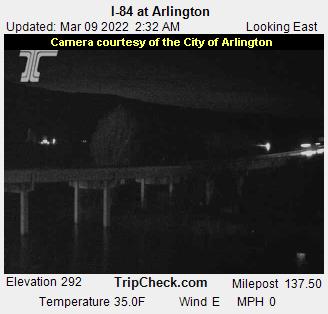 I-84 at Arlington
Updated: Mar 09 2022 2:32 AM Looking East
Camera courtesy of the City of Arlington
Elevation 292 TripCheck.com Milepost 137.50
Temperature 35.0F Wind E MPH 0